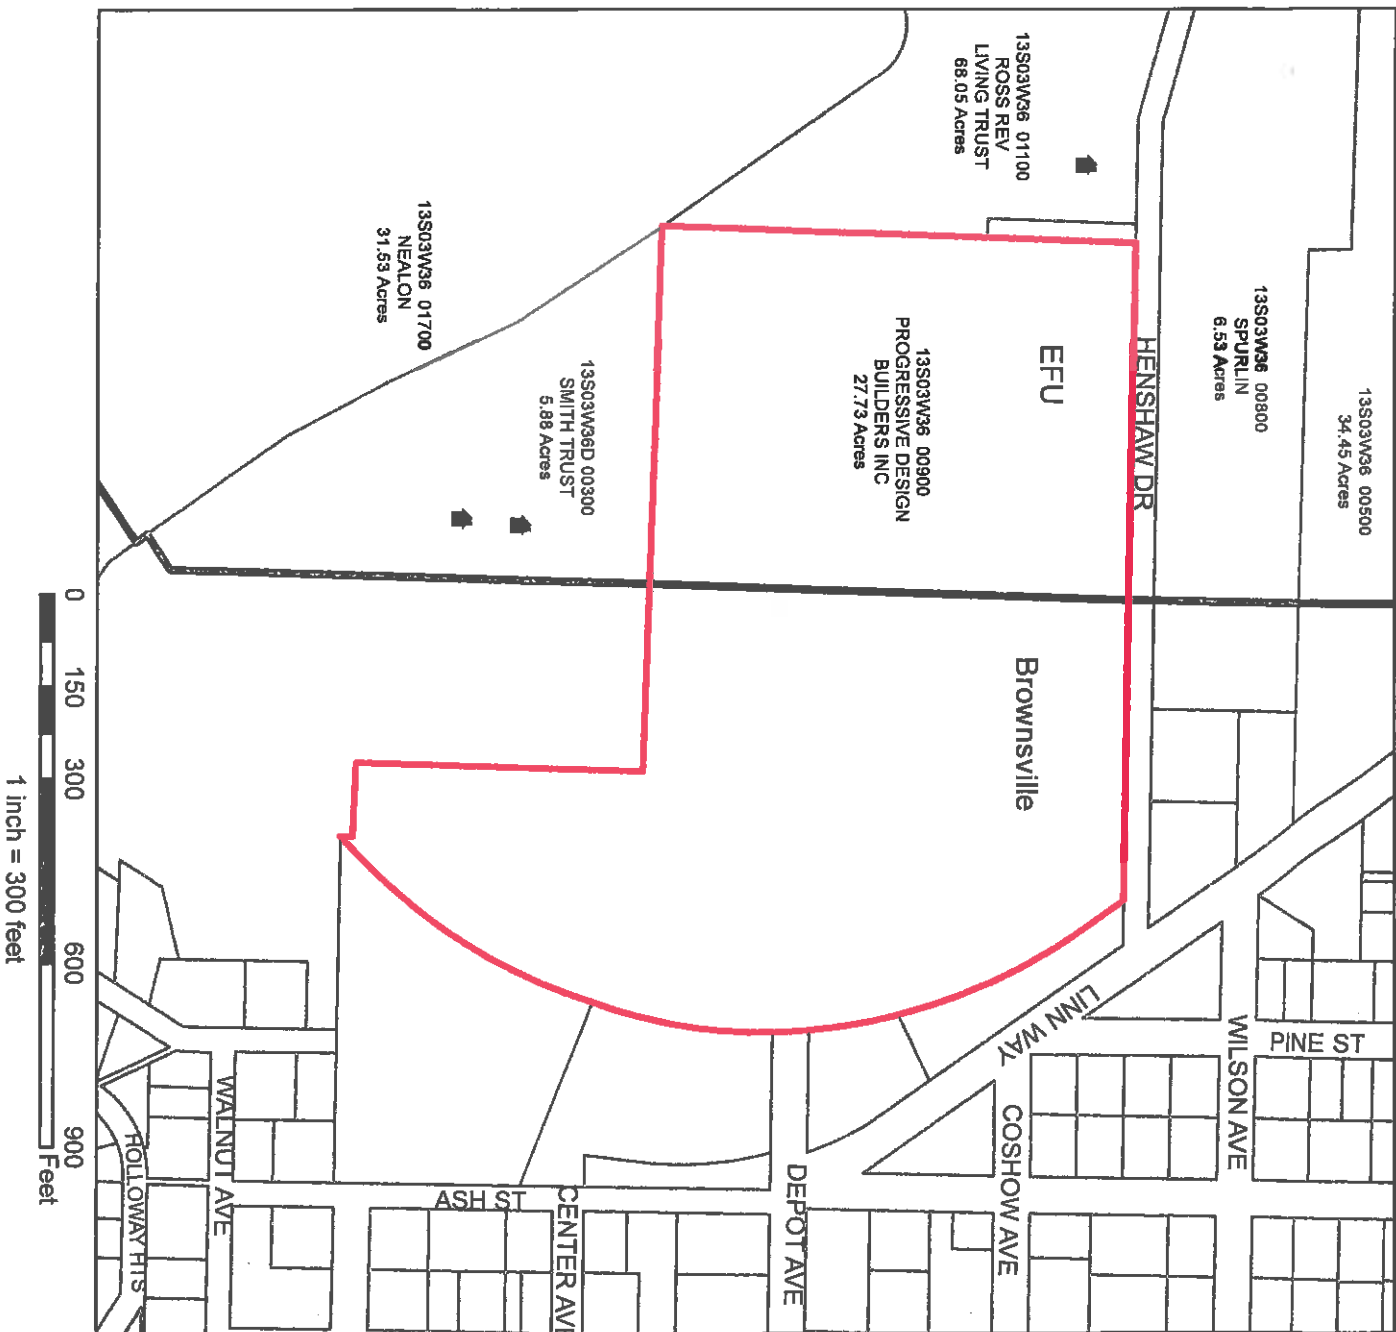 13S03W36 00500
34.45 Acres
13S03W36 00800
SPURLIN
6.53 Acres
HENSHAW DR
13S03W36 01100
ROSS REV
LIVING TRUST
68.05 Acres
EFU
13S03W36 00900
PROGRESSIVE DESIGN
BUILDERS INC
27.73 Acres
Brownsville
13S03W36D 00300
SMITH TRUST
5.88 Acres
13S03W36 01700
NEALON
31.53 Acres
LINN WAY
PINE ST
WILSON AVE
COSHOW AVE
DEPOT AVE
CENTER AVE
ASH ST
WALNUT AVE
HOLLOWAY HTS
0 150 300 600 900
Feet
1 inch = 300 feet